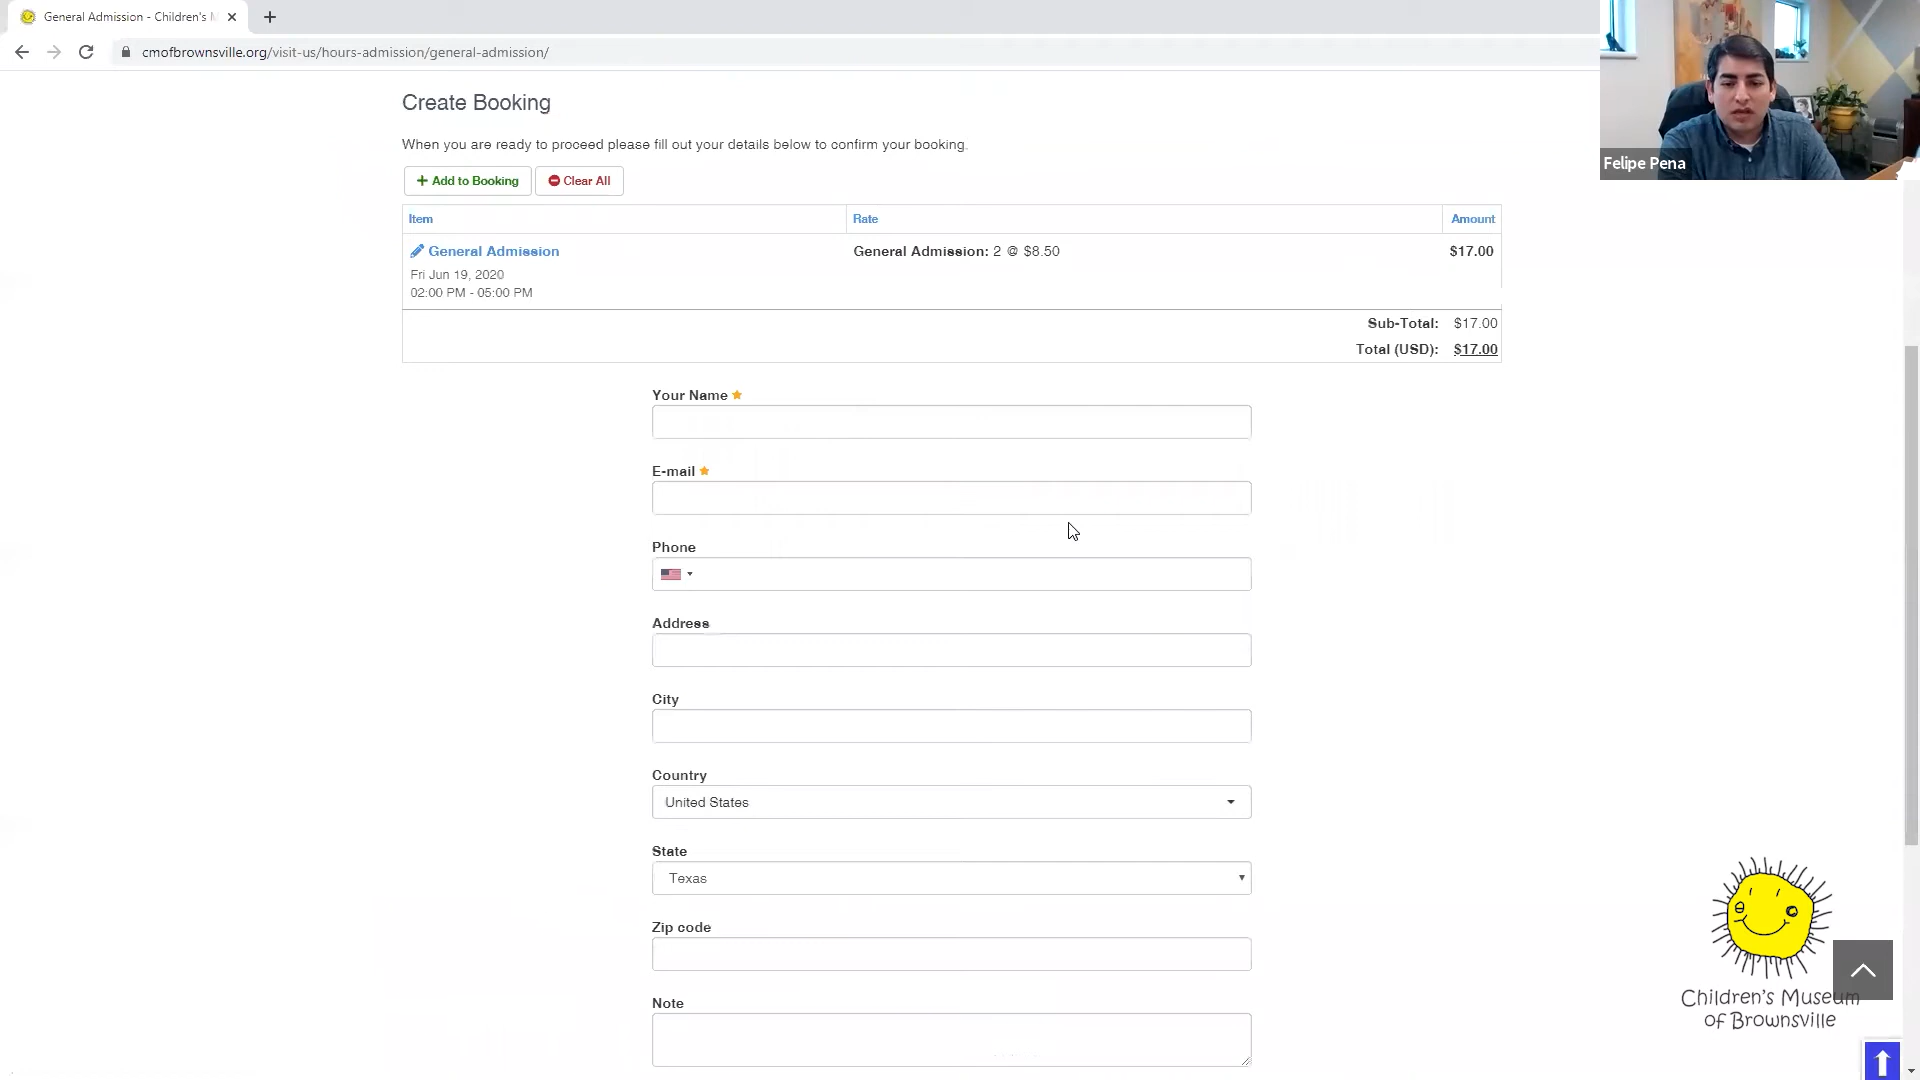 General Admission - Children's M
cmofbrownsville.org/visit-us/hours-admission/general-admission/
Felipe Pena
Create Booking
When you are ready to proceed please fill out your details below to confirm your booking.
Add to Booking
Clear All
Item
Rate
Amount
General Admission
General Admission: 2 @ $8.50
$17.00
Fri Jun 19, 2020
02:00 PM - 05:00 PM
Sub-Total: $17.00
Total (USD): $17.00
Your Name
E-mail
Phone
Address
City
Country
United States
State
Texas
Zip code
Note
Children's Museum
of Brownsville